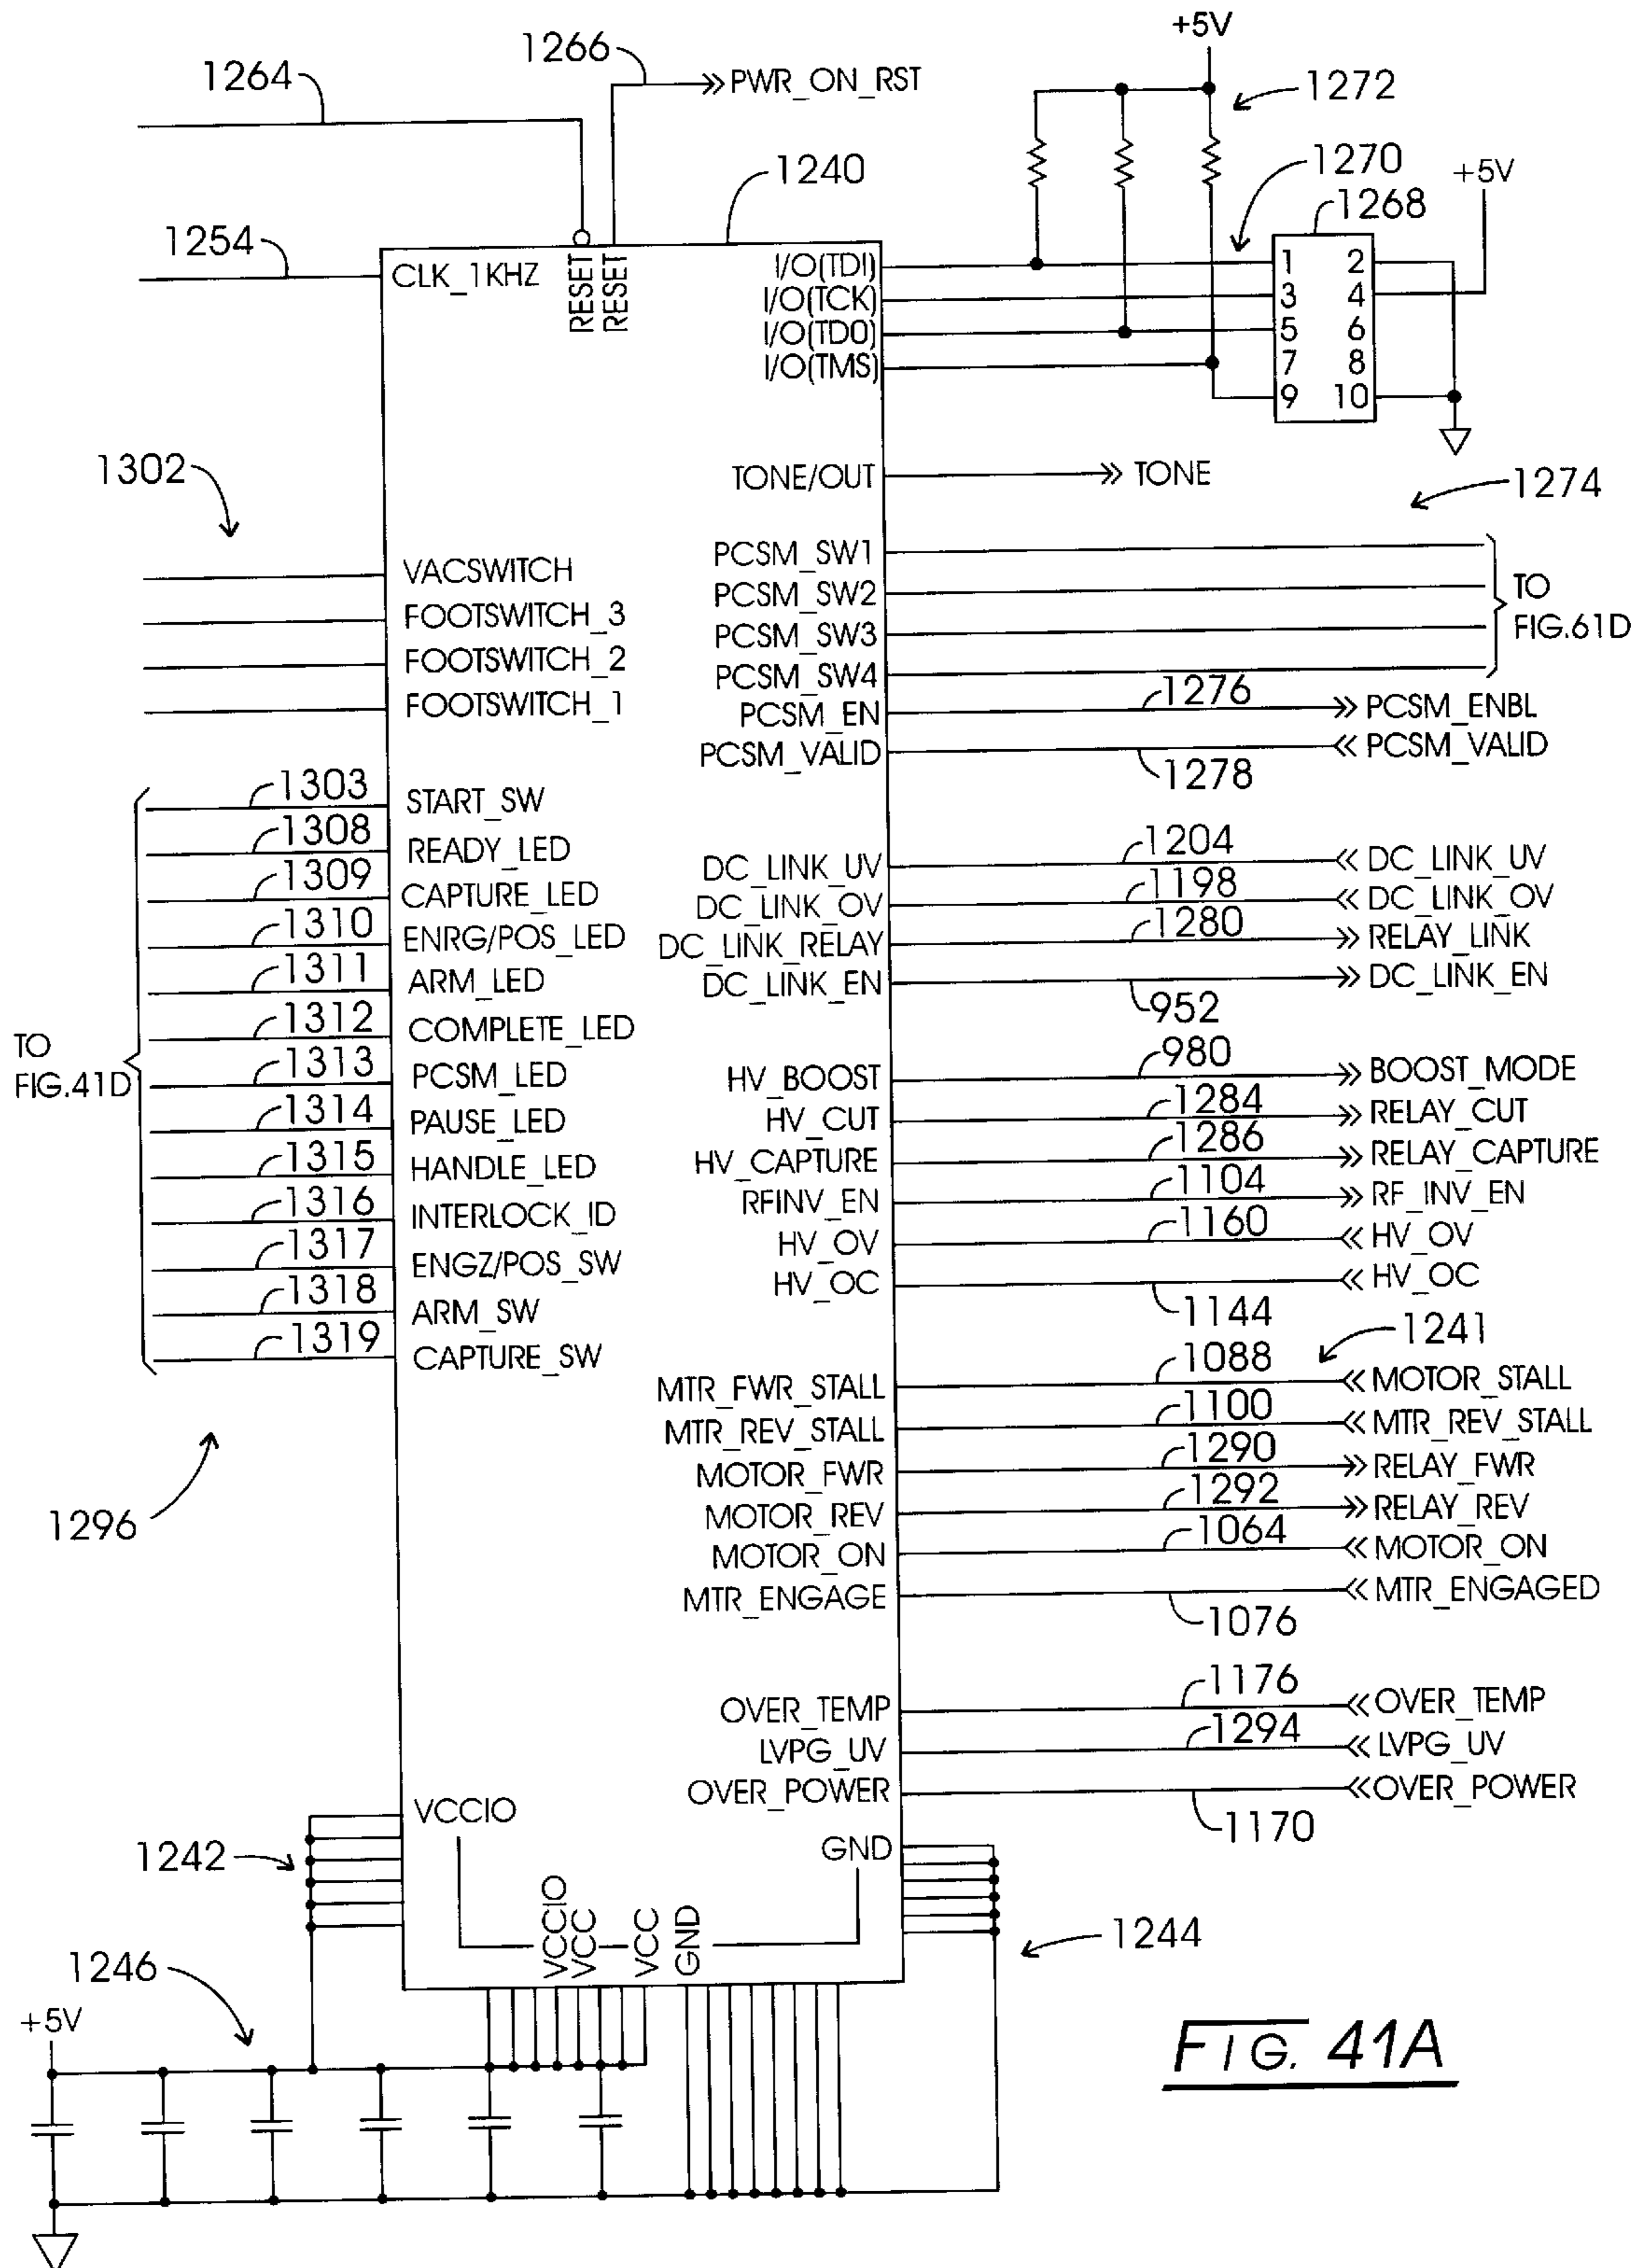 +5V
1266
PWR_ON_RST
1264
1272
1240
1270
+5V
1268
1254
CLK_1KHZ
RESET
RESET
I/O(TDI)
I/O(TCK)
I/O(TD0)
I/O(TMS)
1 2
3 4
5 6
7 8
9 10
1302
TONE/OUT
TONE
1274
VACSWITCH
FOOTSWITCH_3
FOOTSWITCH_2
FOOTSWITCH_1
PCSM_SW1
PCSM_SW2
PCSM_SW3
PCSM_SW4
TO
FIG.61D
PCSM_EN
1276
PCSM_ENBL
PCSM_VALID
1278
PCSM_VALID
TO
FIG.41D
1303
START_SW
1308
READY_LED
1309
CAPTURE_LED
1310
ENRG/POS_LED
1311
ARM_LED
1312
COMPLETE_LED
1313
PCSM_LED
1314
PAUSE_LED
1315
HANDLE_LED
1316
INTERLOCK_ID
1317
ENGZ/POS_SW
1318
ARM_SW
1319
CAPTURE_SW
1296
DC_LINK_UV
1204
DC_LINK_UV
DC_LINK_OV
1198
DC_LINK_OV
DC_LINK_RELAY
1280
RELAY_LINK
DC_LINK_EN
952
DC_LINK_EN
HV_BOOST
980
BOOST_MODE
HV_CUT
1284
RELAY_CUT
HV_CAPTURE
1286
RELAY_CAPTURE
RFINV_EN
1104
RF_INV_EN
HV_OV
1160
HV_OV
HV_OC
1144
HV_OC
1241
MTR_FWR_STALL
1088
MOTOR_STALL
MTR_REV_STALL
1100
MTR_REV_STALL
MOTOR_FWR
1290
RELAY_FWR
MOTOR_REV
1292
RELAY_REV
MOTOR_ON
1064
MOTOR_ON
MTR_ENGAGE
1076
MTR_ENGAGED
OVER_TEMP
1176
OVER_TEMP
LVPG_UV
1294
LVPG_UV
OVER_POWER
1170
OVER_POWER
VCCIO
1242
GND
VCCIO
VCC
VCC
GND
1244
1246
+5V
FIG. 41A